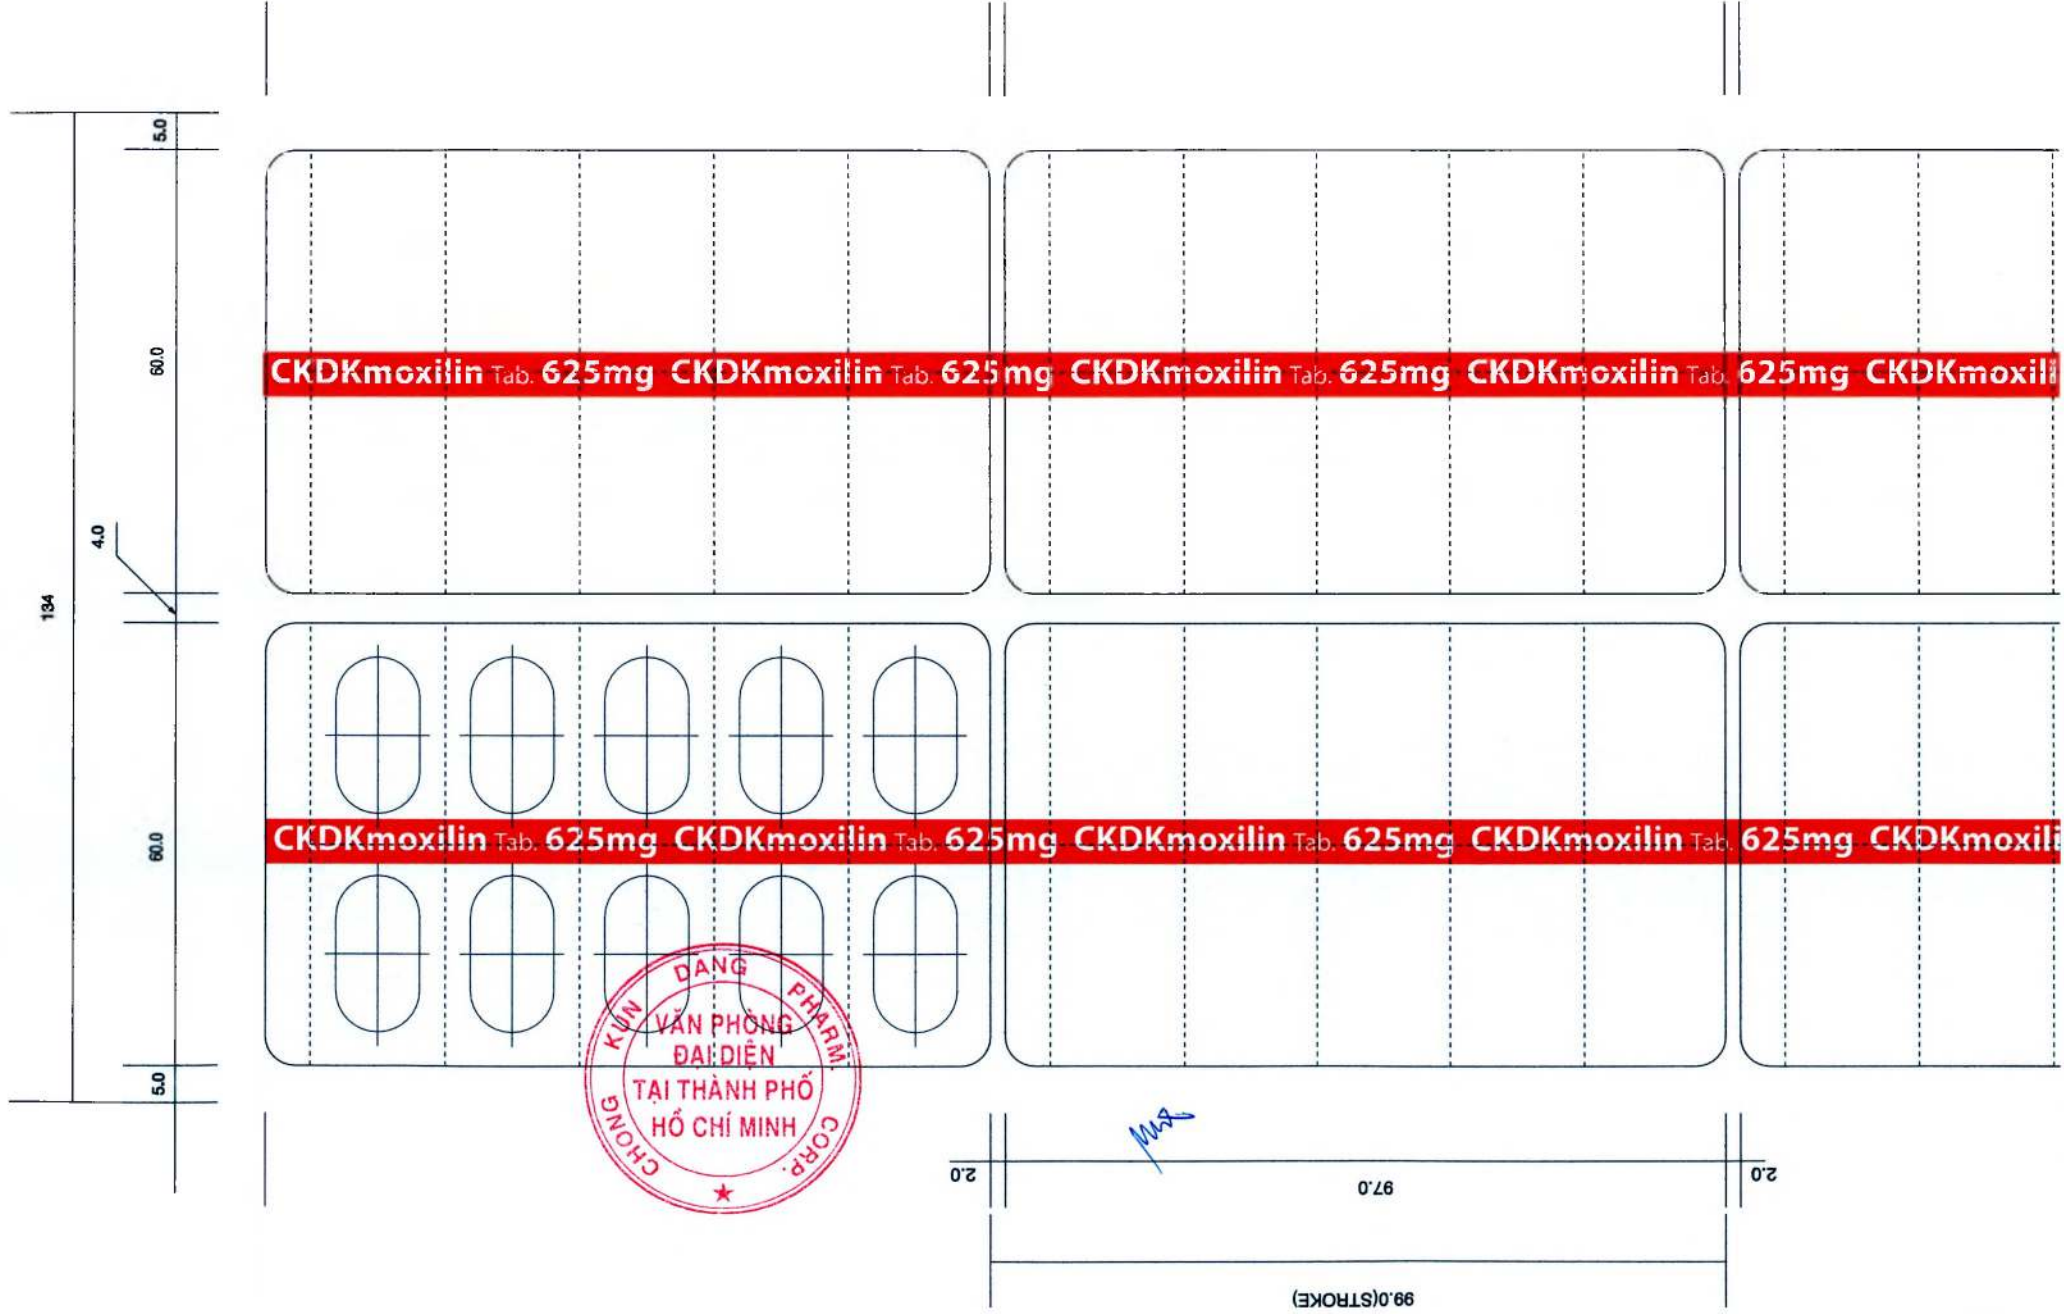 5.0
60.0
4.0
134
60.0
5.0
CKDKmoxilin Tab. 625mg CKDKmoxilin Tab. 625mg CKDKmoxilin Tab. 625mg CKDKmoxilin Tab. 625mg CKDKmoxili
CKDKmoxilin Tab. 625mg CKDKmoxilin Tab. 625mg CKDKmoxilin Tab. 625mg CKDKmoxilin Tab. 625mg CKDKmoxili
CHONG KUN DANG PHARM. CORP.
VĂN PHÒNG
ĐẠI DIỆN
TẠI THÀNH PHỐ
HỒ CHÍ MINH
2.0
97.0
2.0
99.0(STROKE)